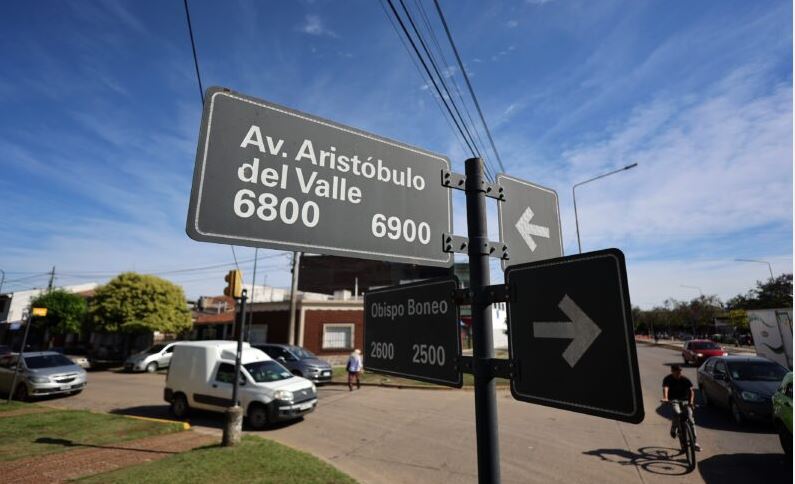 Av. Aristóbulo
del Valle
6800 6900
Obispo Boneo
2600 2500